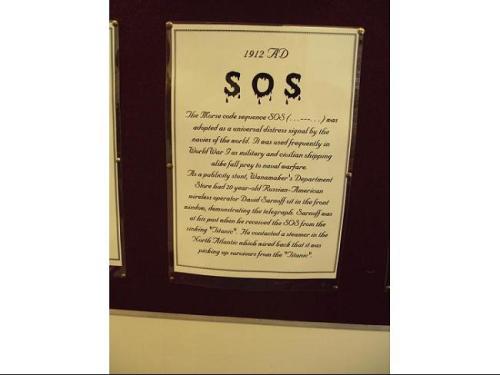 1912 AD
SOS
The Morse code sequence SOS (...---...) was
adopted as a universal distress signal by the
navies of the world. It was used frequently in
World War I as military and civilian shipping
alike fell prey to naval warfare.
As a publicity stunt, Wanamaker's Department
Store had 20 year-old Russian-American
wireless operator David Sarnoff sit in the front
window, demonstrating the telegraph. Sarnoff was
at his post when he received the SOS from the
sinking "Titanic". He contacted a steamer in the
North Atlantic which wired back that it was
picking up survivors from the "Titanic".